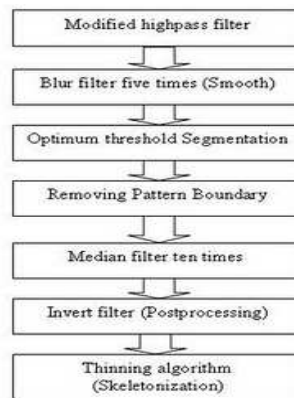 Modified highpass filter
Blur filter five times (Smooth)
Optimum threshold Segmentation
Removing Pattern Boundary
Median filter ten times
Invert filter (Postprocessing)
Thinning algorithm
(Skeletonization)